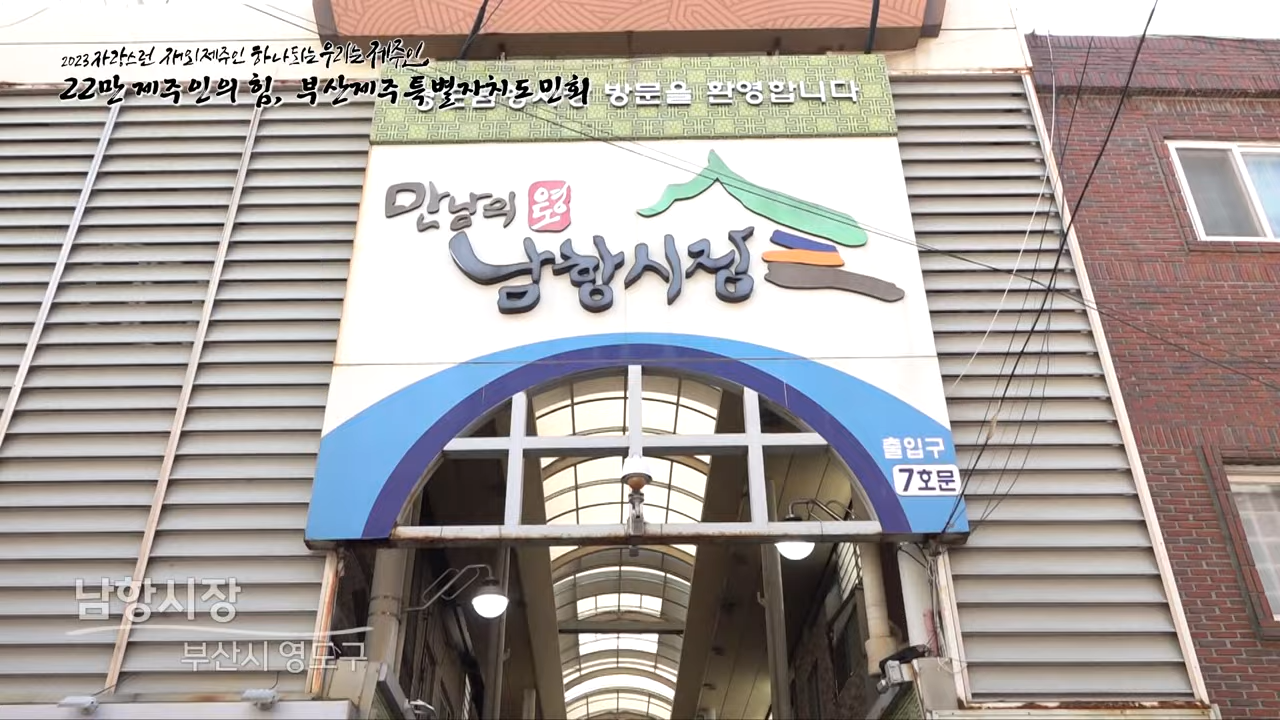 2023 자랑스런 재외제주인 하나되는 우리는 제주인
22만 제주인의 힘, 부산제주특별자치도민회
방문을 환영합니다
만남의 영도
남항시장
출입구
7호문
남항시장
부산시 영도구